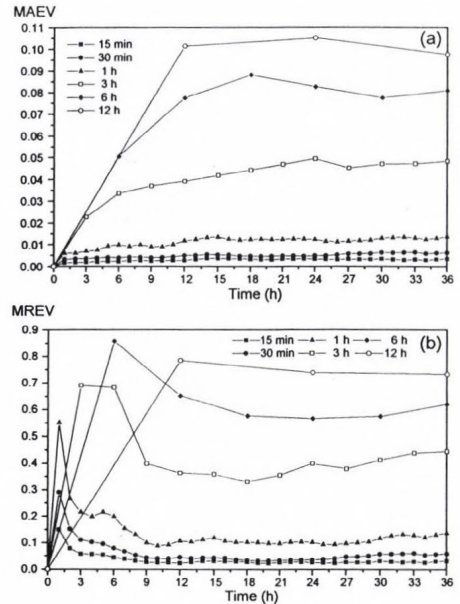 MAEV
(a)
0.11
0.10
0.09
0.08
0.07
0.06
0.05
0.04
0.03
0.02
0.01
0.00
15 min
30 min
1 h
3 h
6 h
12 h
0 3 6 9 12 15 18 21 24 27 30 33 36
Time (h)
MREV
(b)
0.9
0.8
0.7
0.6
0.5
0.4
0.3
0.2
0.1
0.0
15 min 1 h 6 h
30 min 3 h 12 h
0 3 6 9 12 15 18 21 24 27 30 33 36
Time (h)